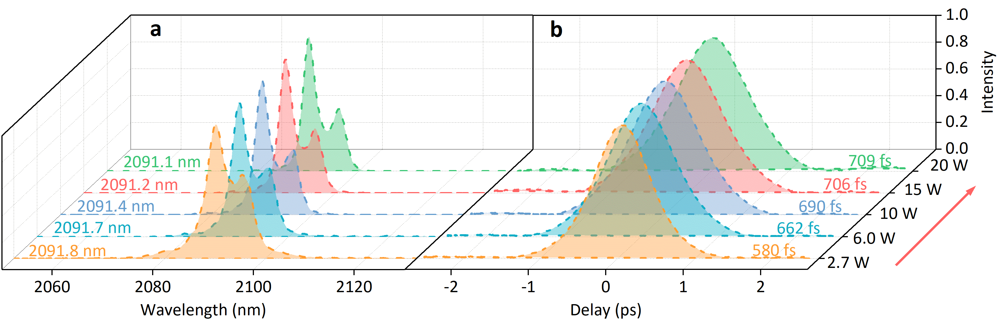 a
b
1.0
0.8
0.6
0.4
0.2
0.0
Intensity
2091.1 nm
709 fs
20 W
2091.2 nm
706 fs
15 W
2091.4 nm
690 fs
10 W
2091.7 nm
662 fs
6.0 W
2091.8 nm
580 fs
2.7 W
2060 2080 2100 2120 -2 -1 0 1 2
Wavelength (nm)
Delay (ps)